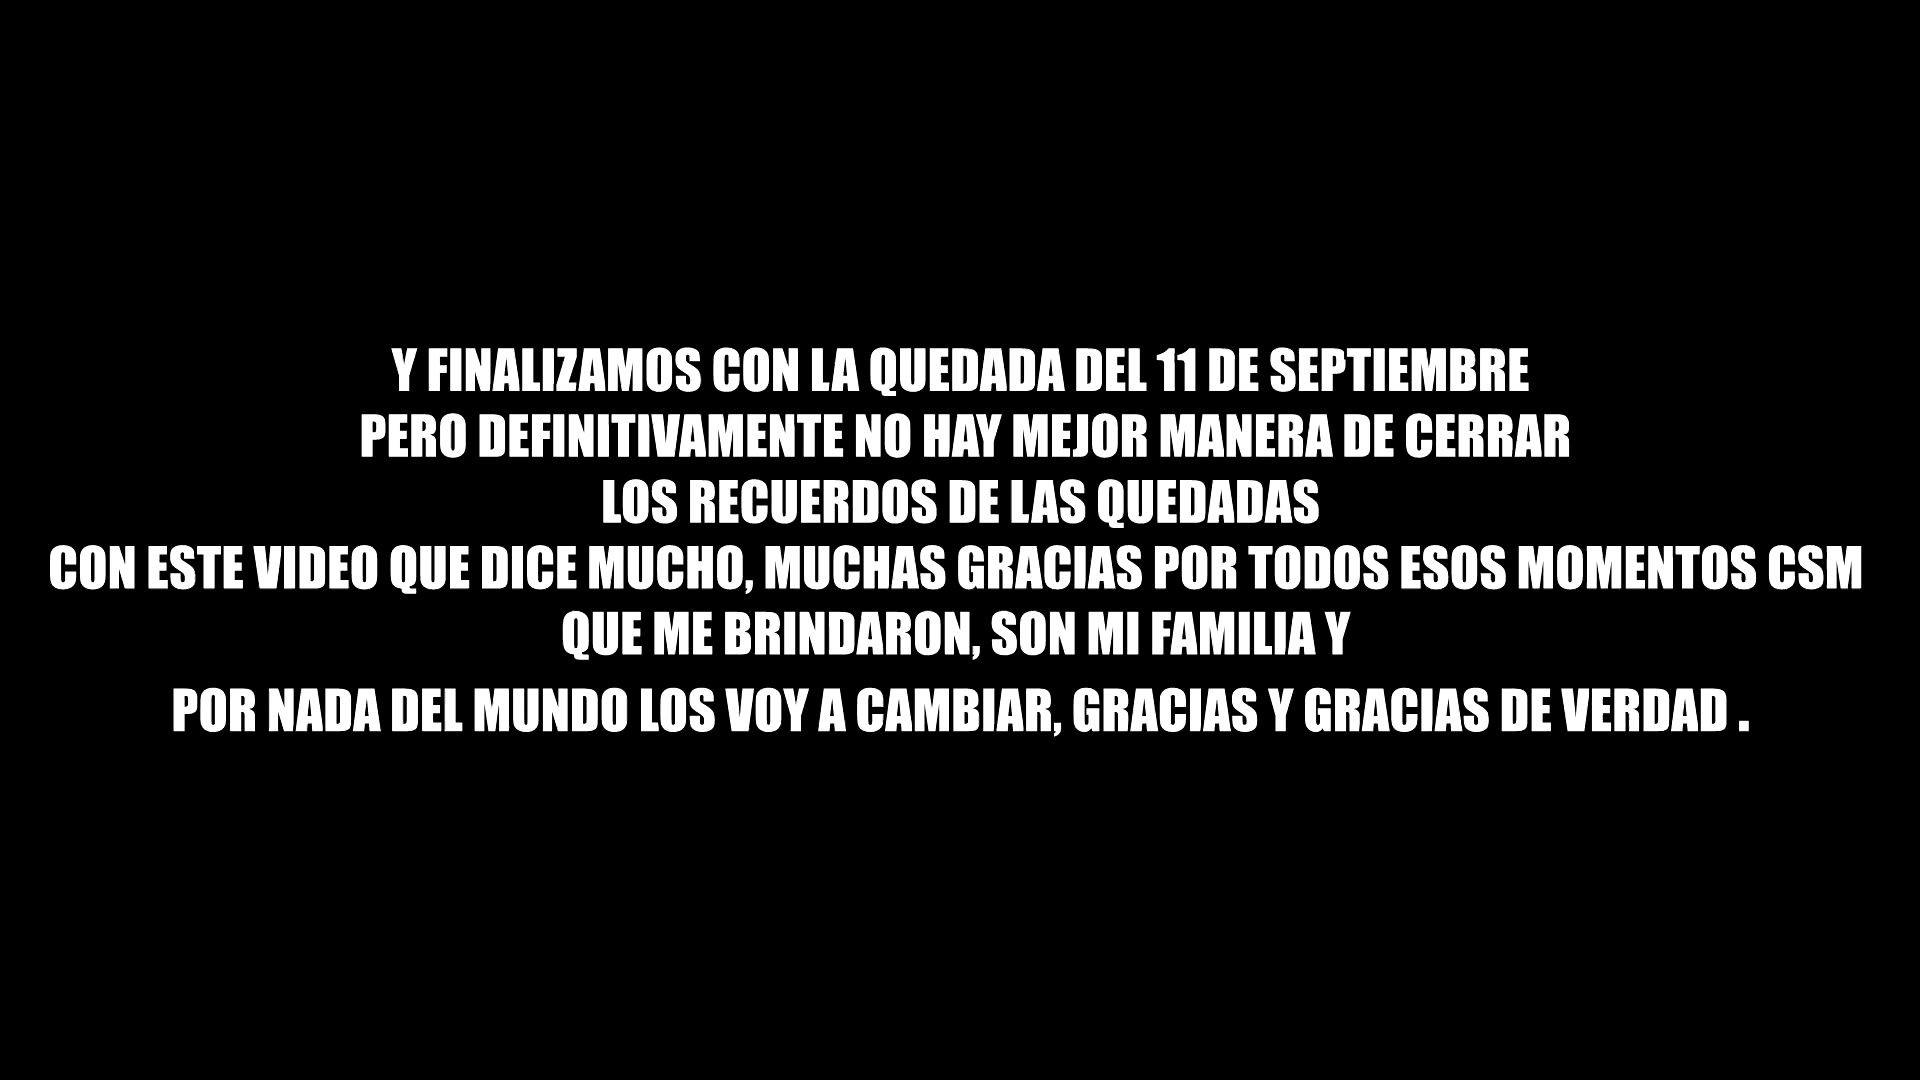 Y FINALIZAMOS CON LA QUEDADA DEL 11 DE SEPTIEMBRE
PERO DEFINITIVAMENTE NO HAY MEJOR MANERA DE CERRAR
LOS RECUERDOS DE LAS QUEDADAS
CON ESTE VIDEO QUE DICE MUCHO, MUCHAS GRACIAS POR TODOS ESOS MOMENTOS CSM
QUE ME BRINDARON, SON MI FAMILIA Y
POR NADA DEL MUNDO LOS VOY A CAMBIAR, GRACIAS Y GRACIAS DE VERDAD .